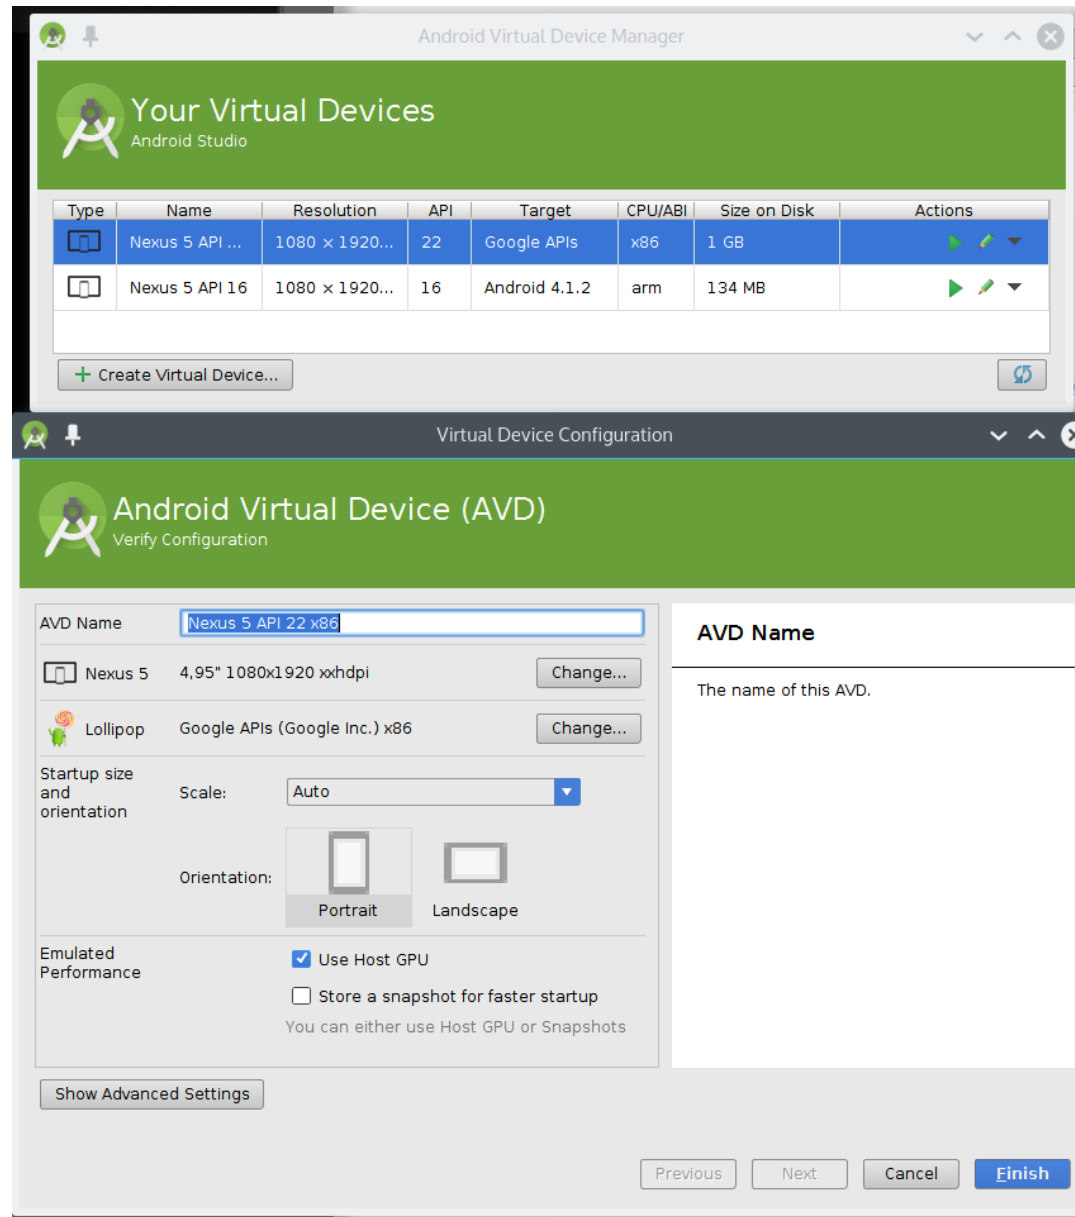 Android Virtual Device Manager
Your Virtual Devices
Android Studio
Type Name Resolution API Target CPU/ABI Size on Disk Actions
Nexus 5 API ... 1080 × 1920... 22 Google APIs x86 1 GB
Nexus 5 API 16 1080 × 1920... 16 Android 4.1.2 arm 134 MB
Create Virtual Device...
Virtual Device Configuration
Android Virtual Device (AVD)
Verify Configuration
AVD Name Nexus 5 API 22 x86
AVD Name
Nexus 5 4,95" 1080x1920 xxhdpi Change...
The name of this AVD.
Lollipop Google APIs (Google Inc.) x86 Change...
Startup size
and
orientation
Scale: Auto
Orientation:
Portrait Landscape
Emulated
Performance
Use Host GPU
Store a snapshot for faster startup
You can either use Host GPU or Snapshots
Show Advanced Settings
Previous Next Cancel Finish